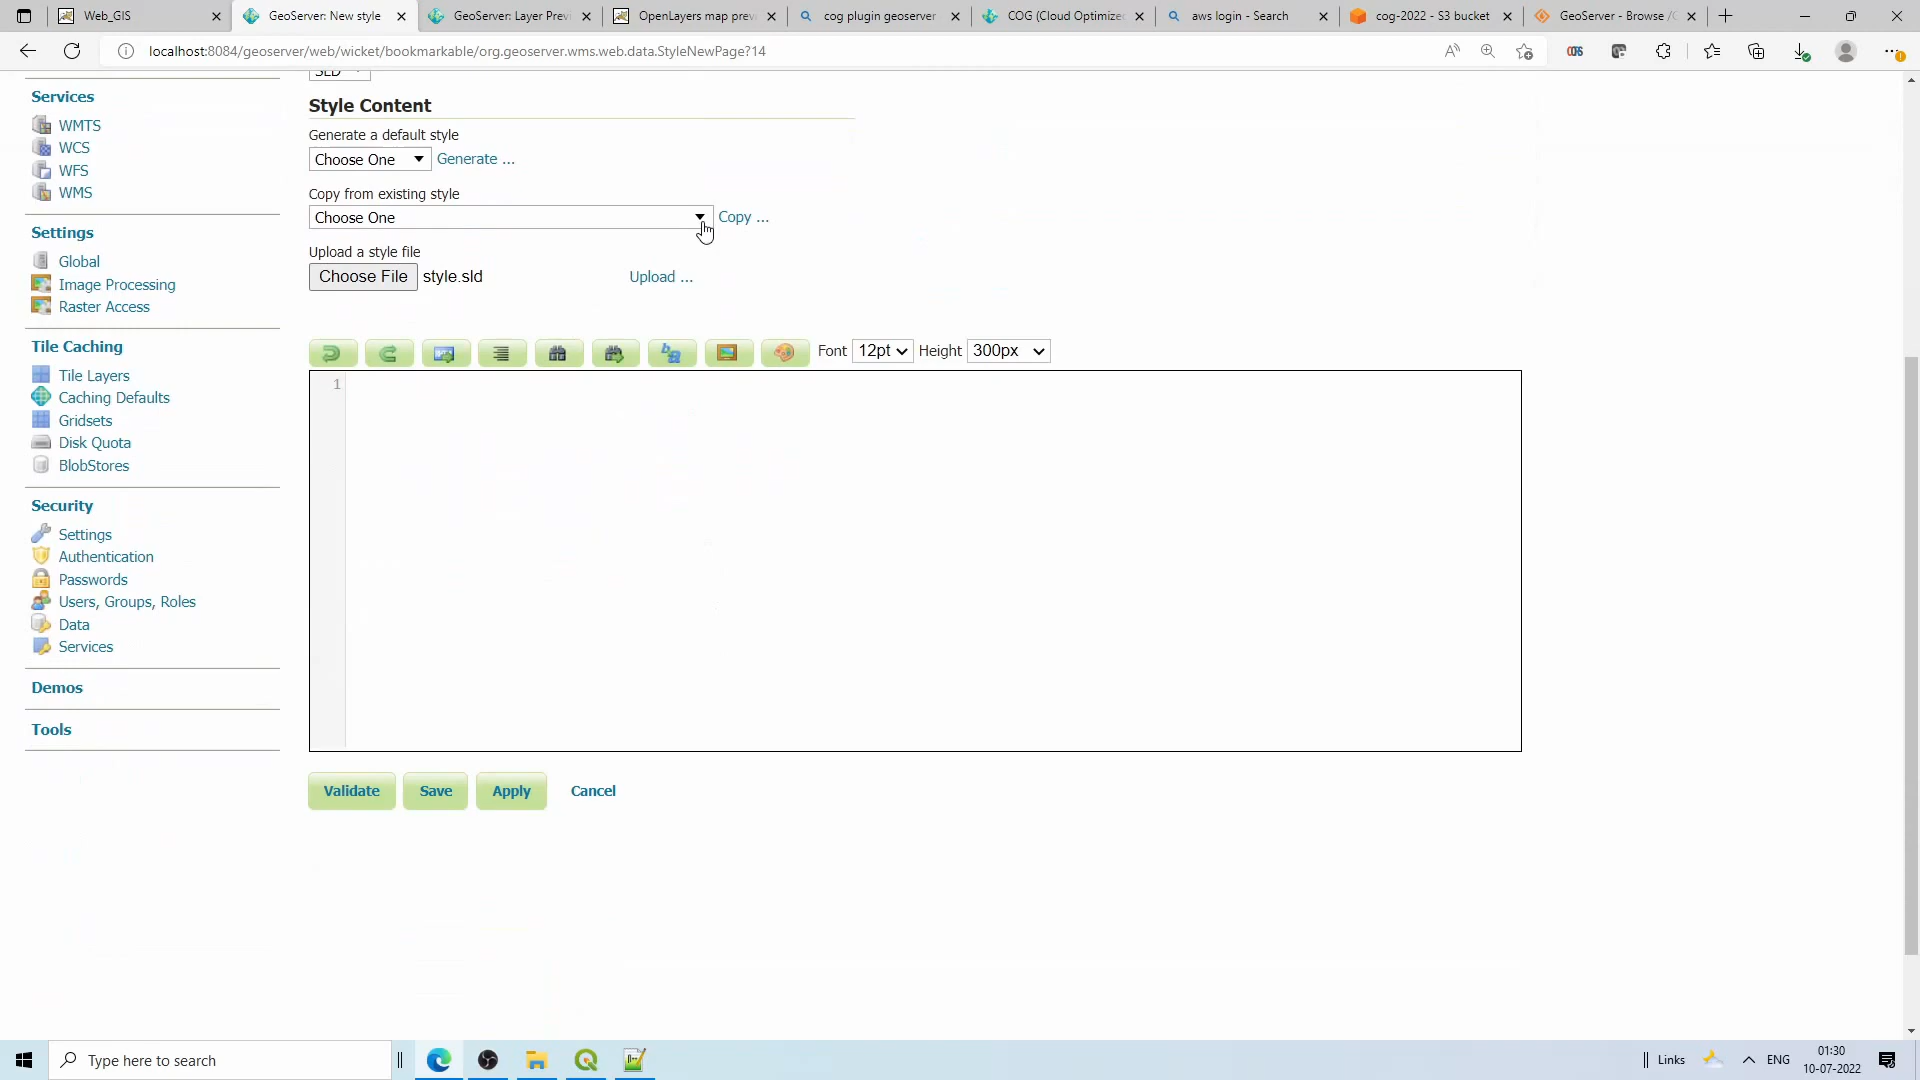 Web_GIS
GeoServer: New style
GeoServer: Layer Previ
OpenLayers map previ
cog plugin geoserver
COG (Cloud Optimize
aws login - Search
cog-2022 - S3 bucket
GeoServer - Browse /
localhost:8084/geoserver/web/wicket/bookmarkable/org.geoserver.wms.web.data.StyleNewPage?14
SLD
Services
WMTS
WCS
WFS
WMS
Settings
Global
Image Processing
Raster Access
Tile Caching
Tile Layers
Caching Defaults
Gridsets
Disk Quota
BlobStores
Security
Settings
Authentication
Passwords
Users, Groups, Roles
Data
Services
Demos
Tools
Style Content
Generate a default style
Choose One Generate ...
Copy from existing style
Choose One Copy ...
Upload a style file
Choose File style.sld Upload ...
Font 12pt Height 300px
1
Validate Save Apply Cancel
Type here to search
Links
ENG
01:30
10-07-2022